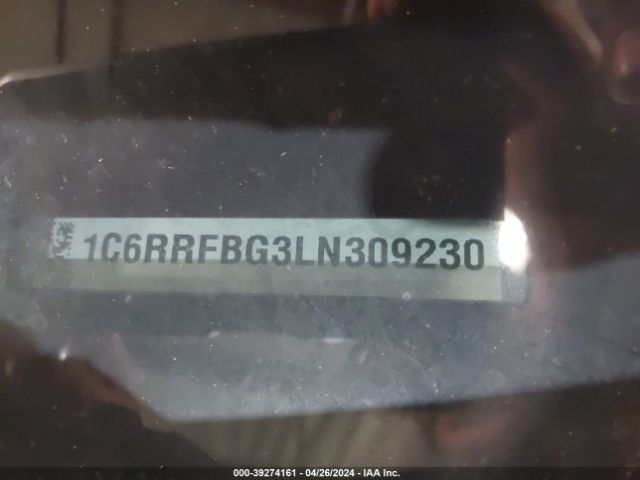 1C6RRFBG3LN309230
000-39274161 - 04/26/2024 - IAA Inc.